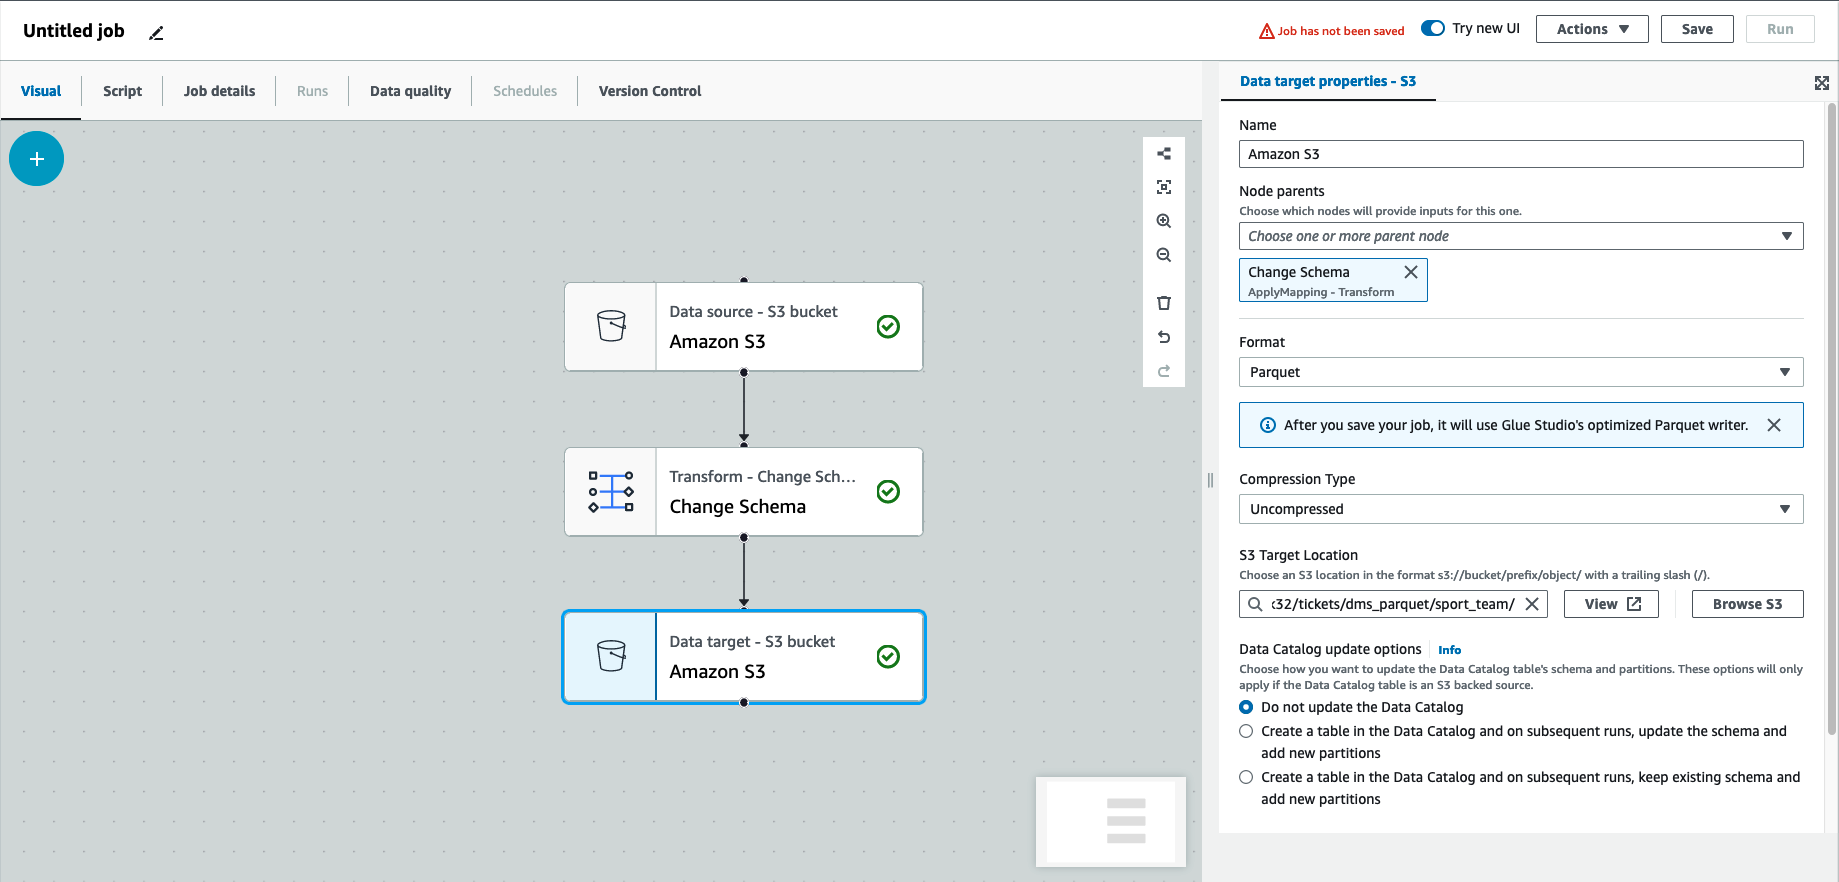 Untitled job
Job has not been saved
Try new UI
Actions
Save
Run
Visual
Script
Job details
Runs
Data quality
Schedules
Version Control
Data source - S3 bucket
Amazon S3
Transform - Change Sch...
Change Schema
Data target - S3 bucket
Amazon S3
Data target properties - S3
Name
Amazon S3
Node parents
Choose which nodes will provide inputs for this one.
Choose one or more parent node
Change Schema
ApplyMapping - Transform
Format
Parquet
After you save your job, it will use Glue Studio's optimized Parquet writer.
Compression Type
Uncompressed
S3 Target Location
Choose an S3 location in the format s3://bucket/prefix/object/ with a trailing slash (/).
32/tickets/dms_parquet/sport_team/
View
Browse S3
Data Catalog update options
Info
Choose how you want to update the Data Catalog table's schema and partitions. These options will only
apply if the Data Catalog table is an S3 backed source.
Do not update the Data Catalog
Create a table in the Data Catalog and on subsequent runs, update the schema and
add new partitions
Create a table in the Data Catalog and on subsequent runs, keep existing schema and
add new partitions